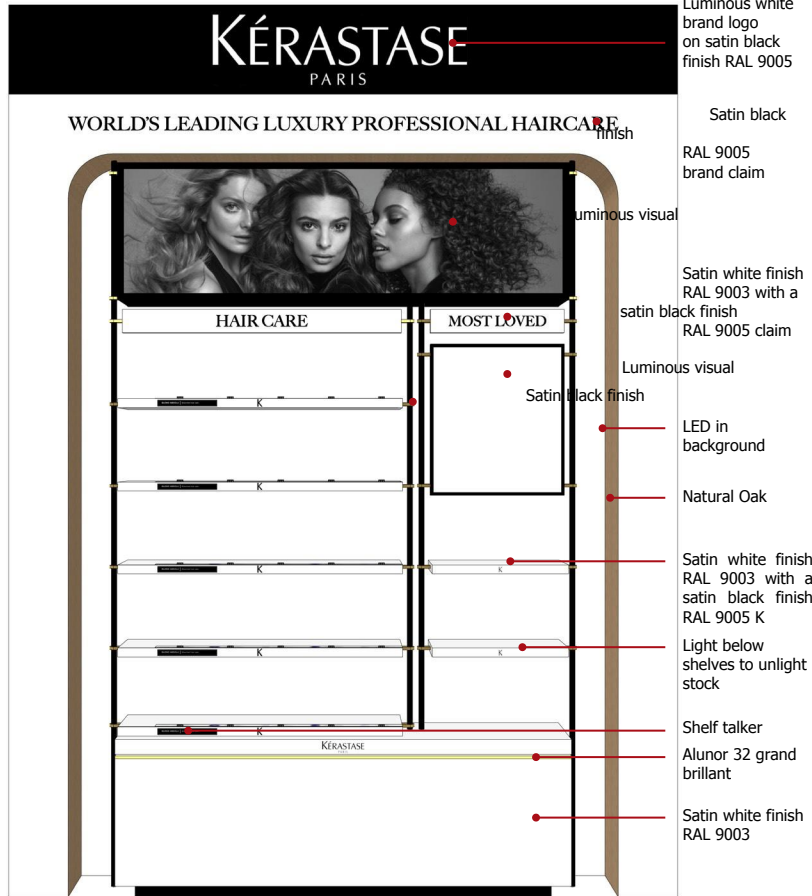 Luminous white
brand logo
on satin black
finish RAL 9005
KÉRASTASE
PARIS
WORLD'S LEADING LUXURY PROFESSIONAL HAIRCARE
Satin black
finish
RAL 9005
brand claim
uminous visual
Satin white finish
RAL 9003 with a
satin black finish
RAL 9005 claim
HAIR CARE
MOST LOVED
Luminous visual
Satin black finish
K
LED in
background
K
Natural Oak
Satin white finish
RAL 9003 with a
satin black finish
RAL 9005 K
K
K
Light below
shelves to unlight
stock
K
K
Shelf talker
K
KÉRASTASE
PARIS
Alunor 32 grand
brillant
Satin white finish
RAL 9003